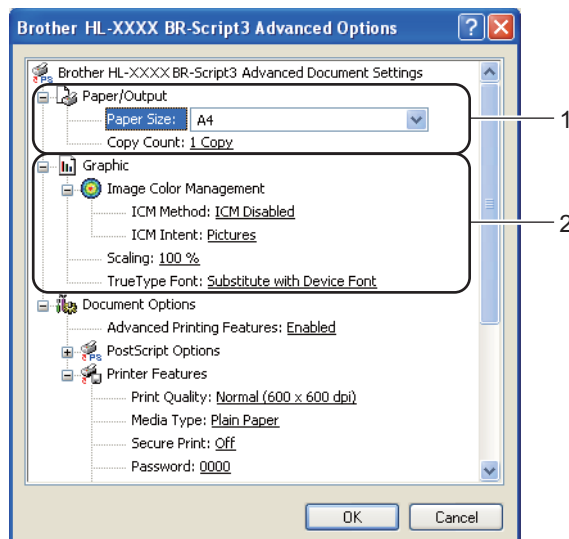 Brother HL-XXXX BR-Script3 Advanced Options
Brother HL-XXXX BR-Script3 Advanced Document Settings
Paper/Output
Paper Size: A4
1
Copy Count: 1 Copy
Graphic
Image Color Management
ICM Method: ICM Disabled
2
ICM Intent: Pictures
Scaling: 100 %
TrueType Font: Substitute with Device Font
Document Options
Advanced Printing Features: Enabled
PS PostScript Options
Printer Features
Print Quality: Normal (600 x 600 dpi)
Media Type: Plain Paper
Secure Print: Off
Password: 0000
OK Cancel